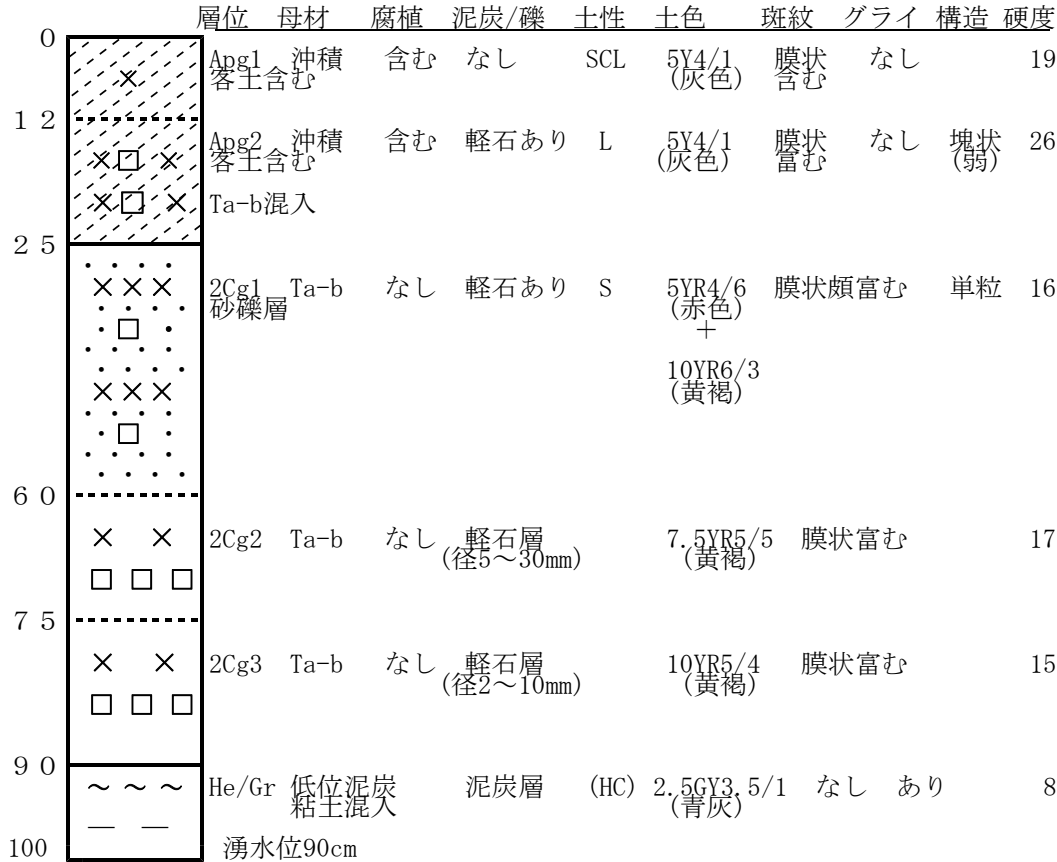 層位 母材 腐植 泥炭/礫 土性 土色 斑紋 グライ 構造 硬度
0
Apg1 沖積 含む なし SCL 5Y4/1 膜状 なし 19
客土含む (灰色) 含む
12
Apg2 沖積 含む 軽石あり L 5Y4/1 膜状 なし 塊状 26
客土含む (灰色) 富む (弱)
Ta-b混入
25
2Cg1 Ta-b なし 軽石あり S 5YR4/6 膜状頗富む 単粒 16
砂礫層 (赤色)
+
10YR6/3
(黄褐)
60
2Cg2 Ta-b なし 軽石層 7.5YR5/5 膜状富む 17
(径5~30mm) (黄褐)
75
2Cg3 Ta-b なし 軽石層 10YR5/4 膜状富む 15
(径2~10mm) (黄褐)
90
He/Gr 低位泥炭 泥炭層 (HC) 2.5GY3.5/1 なし あり 8
粘土混入 (青灰)
100 湧水位90cm